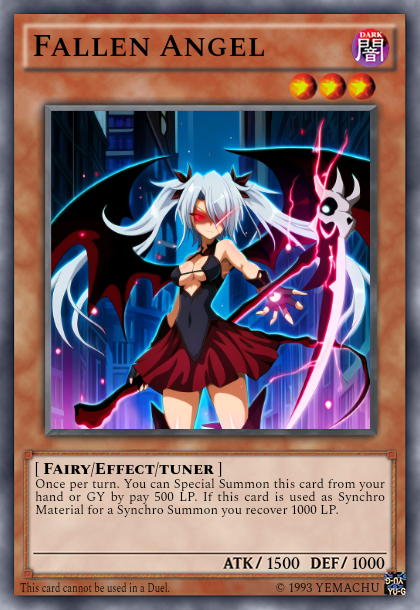 FALLEN ANGEL
DARK
闇
[ FAIRY/EFFECT/TUNER ]
Once per turn. You can Special Summon this card from your
hand or GY by pay 500 LP. If this card is used as Synchro
Material for a Synchro Summon you recover 1000 LP.
ATK/ 1500 DEF/ 1000
This card cannot be used in a Duel.
© 1993 YEMACHU
YU-G